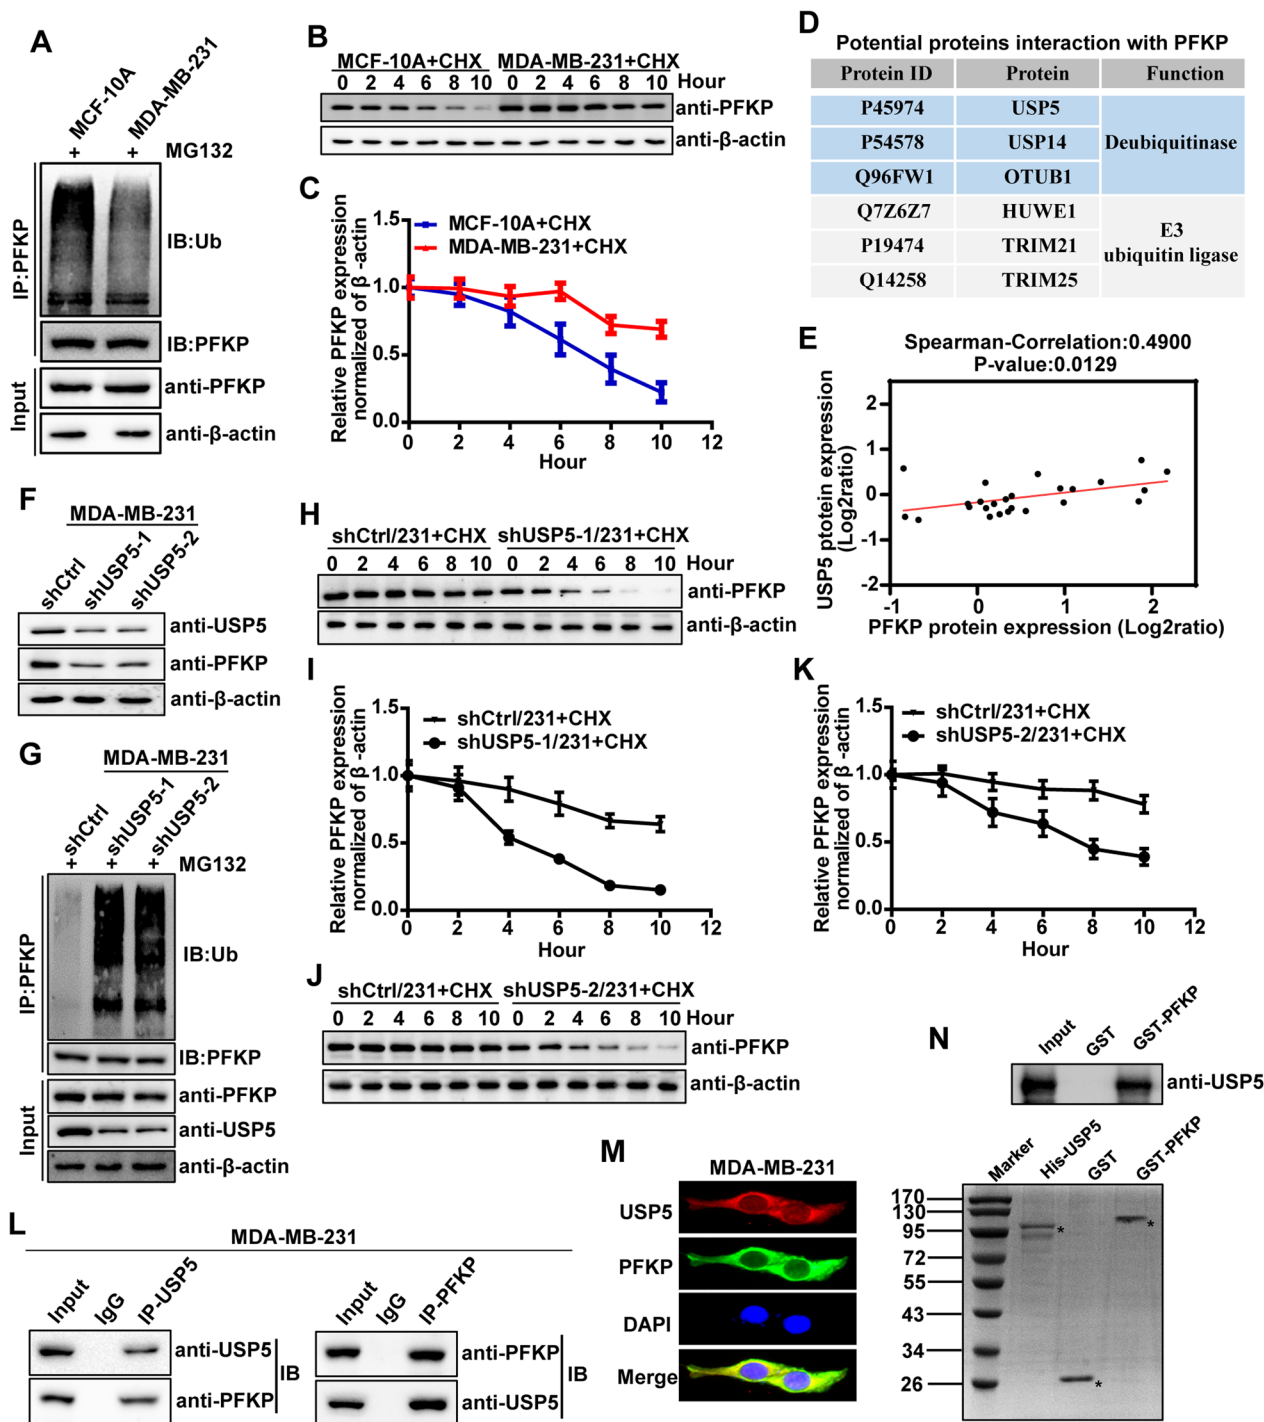 A
MCF-10A
MDA-MB-231
+ + MG132
IP:PFKP
IB:Ub
IB:PFKP
Input
anti-PFKP
anti-β-actin
B
MCF-10A+CHX MDA-MB-231+CHX
0 2 4 6 8 10 0 2 4 6 8 10 Hour
anti-PFKP
anti-β-actin
C
Relative PFKP expression
normalized of β -actin
1.5
1.0
0.5
0.0
MCF-10A+CHX
MDA-MB-231+CHX
0 2 4 6 8 10 12
Hour
D
Potential proteins interaction with PFKP
Protein ID Protein Function
P45974 USP5
P54578 USP14 Deubiquitinase
Q96FW1 OTUB1
Q7Z6Z7 HUWE1
P19474 TRIM21 E3
ubiquitin ligase
Q14258 TRIM25
E
Spearman-Correlation:0.4900
P-value:0.0129
USP5 ptotein expression
(Log2ratio)
2
1
0
-1
-2
-1 0 1 2
PFKP protein expression (Log2ratio)
F
MDA-MB-231
shCtrl
shUSP5-1
shUSP5-2
anti-USP5
anti-PFKP
anti-β-actin
G
MDA-MB-231
shCtrl
shUSP5-1
shUSP5-2
+ + + MG132
IP:PFKP
IB:Ub
IB:PFKP
Input
anti-PFKP
anti-USP5
anti-β-actin
H
shCtrl/231+CHX shUSP5-1/231+CHX
0 2 4 6 8 10 0 2 4 6 8 10 Hour
anti-PFKP
anti-β-actin
I
Relative PFKP expression
normalized of β -actin
1.5
1.0
0.5
0.0
shCtrl/231+CHX
shUSP5-1/231+CHX
0 2 4 6 8 10 12
Hour
J
shCtrl/231+CHX shUSP5-2/231+CHX
0 2 4 6 8 10 0 2 4 6 8 10 Hour
anti-PFKP
anti-β-actin
K
Relative PFKP expression
normalized of β -actin
1.5
1.0
0.5
0.0
shCtrl/231+CHX
shUSP5-2/231+CHX
0 2 4 6 8 10 12
Hour
L
MDA-MB-231
Input
IgG
IP-USP5
anti-USP5
anti-PFKP
IB
Input
IgG
IP-PFKP
anti-PFKP
anti-USP5
IB
M
MDA-MB-231
USP5
PFKP
DAPI
Merge
N
Input
GST
GST-PFKP
anti-USP5
Marker
His-USP5
GST
GST-PFKP
170
130
95
72
55
43
34
26
*
*
*